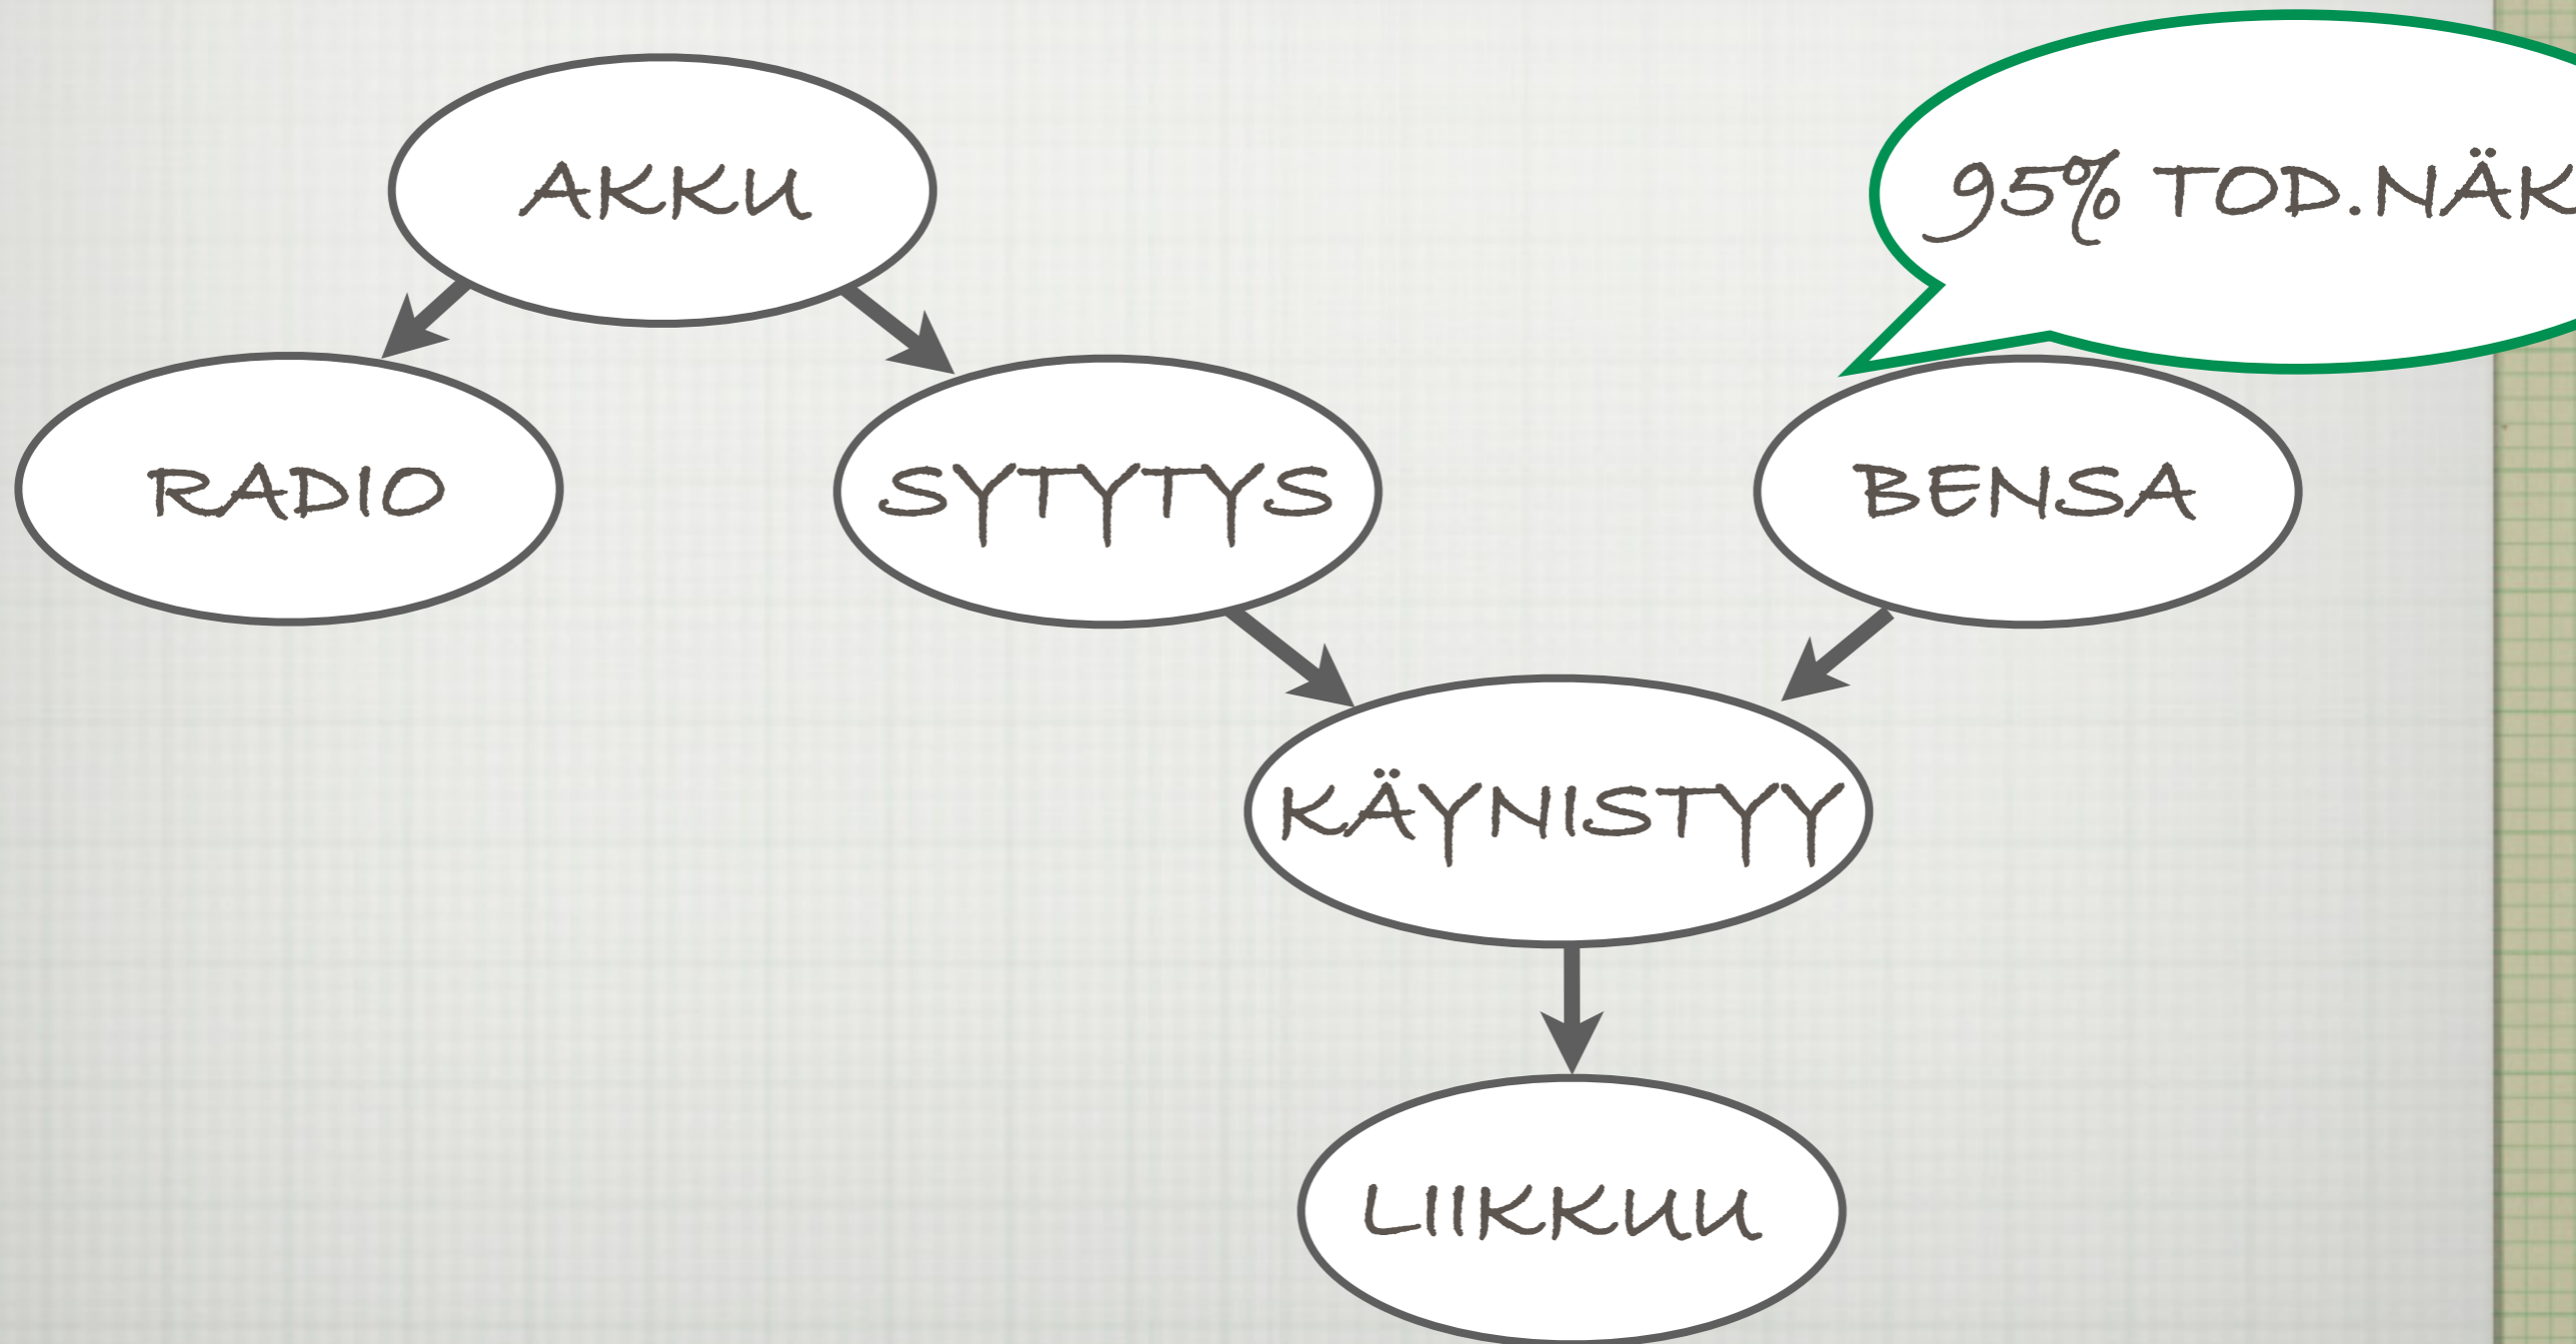 AKKU
95% TOD.NÄK
RADIO
SYTYTYS
BENSA
KÄYNISTYY
LIIKKUU